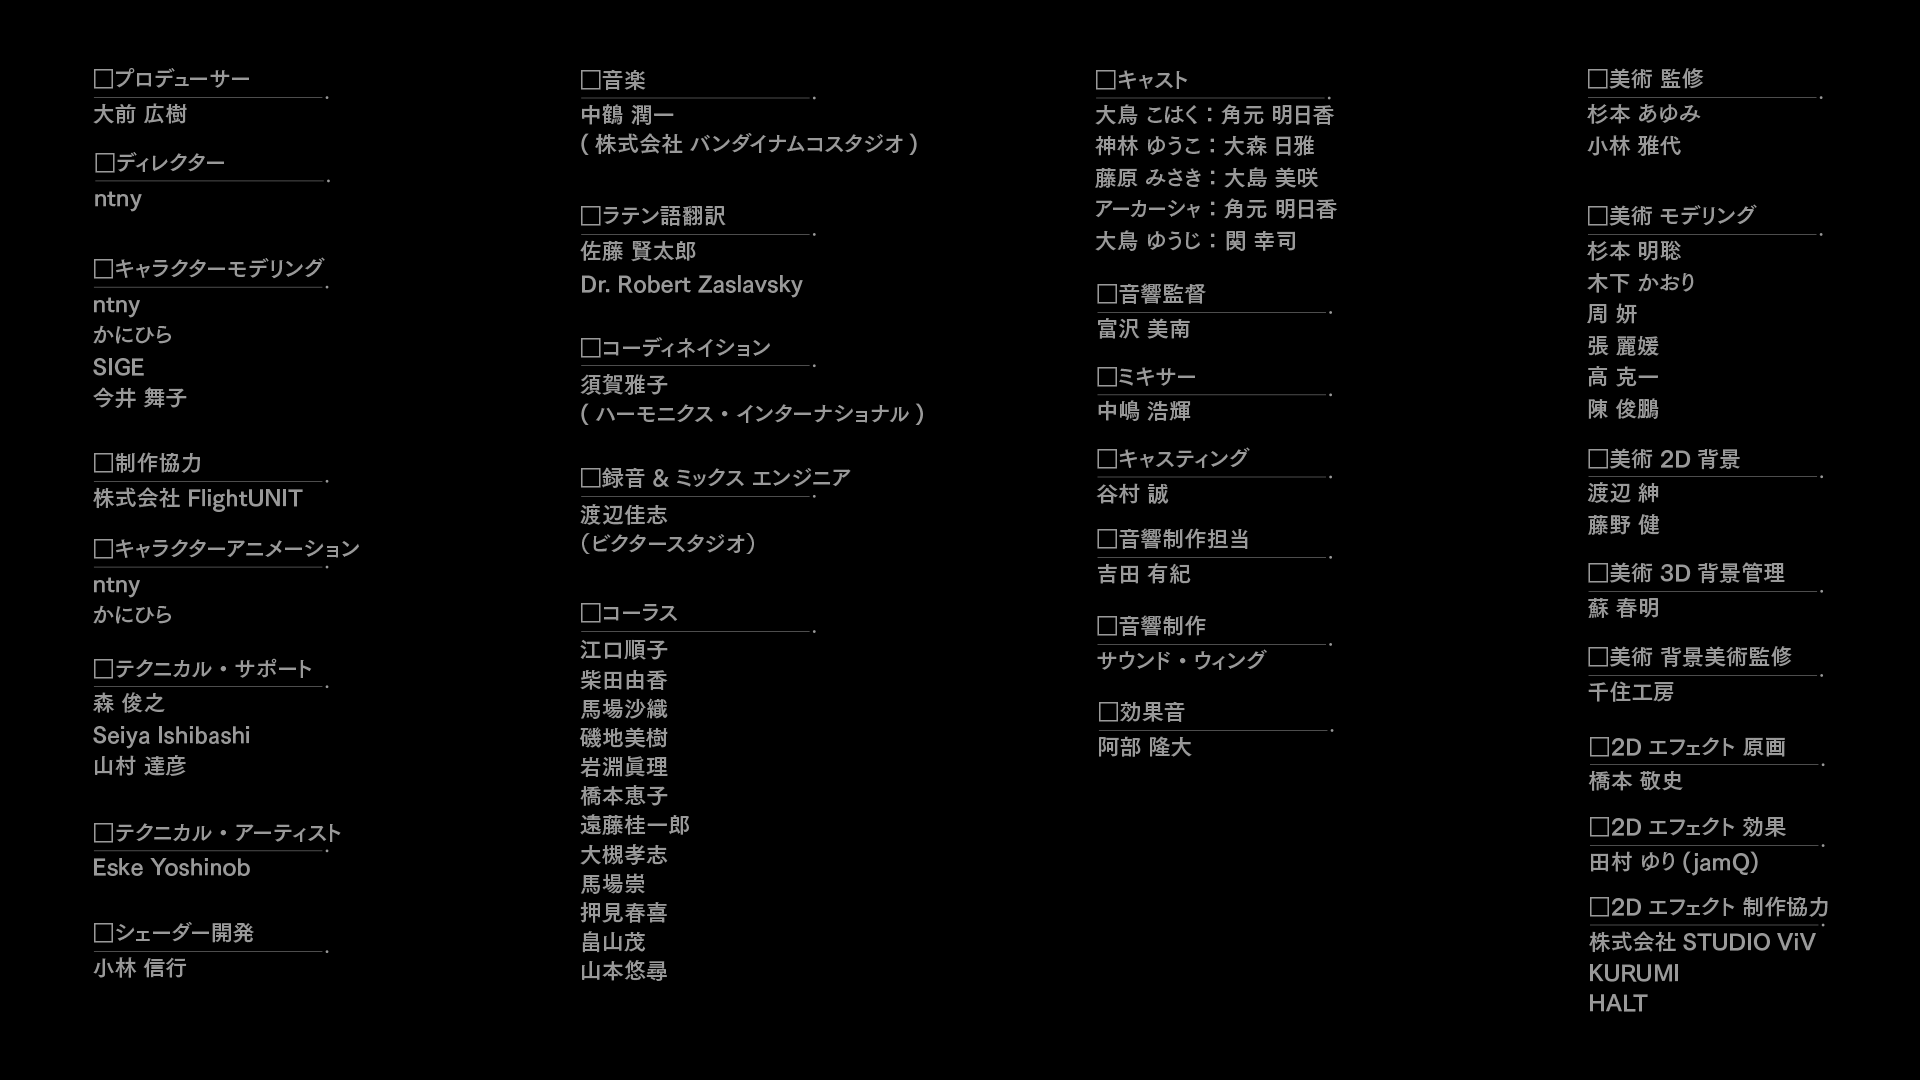 □プロデューサー
大前 広樹
□ディレクター
ntny
□キャラクターモデリング
ntny
かにひら
SIGE
今井 舞子
□制作協力
株式会社 FlightUNIT
□キャラクターアニメーション
ntny
かにひら
□テクニカル・サポート
森 俊之
Seiya Ishibashi
山村 達彦
□テクニカル・アーティスト
Eske Yoshinob
□シェーダー開発
小林 信行
□音楽
中鶴 潤一
( 株式会社 バンダイナムコスタジオ )
□ラテン語翻訳
佐藤 賢太郎
Dr. Robert Zaslavsky
□コーディネイション
須賀雅子
( ハーモニクス・インターナショナル )
□録音 & ミックス エンジニア
渡辺佳志
（ビクタースタジオ）
□コーラス
江口順子
柴田由香
馬場沙織
磯地美樹
岩淵眞理
橋本恵子
遠藤桂一郎
大槻孝志
馬場崇
押見春喜
畠山茂
山本悠尋
□キャスト
大鳥 こはく：角元 明日香
神林 ゆうこ：大森 日雅
藤原 みさき：大島 美咲
アーカーシャ：角元 明日香
大鳥 ゆうじ：関 幸司
□音響監督
富沢 美南
□ミキサー
中嶋 浩輝
□キャスティング
谷村 誠
□音響制作担当
吉田 有紀
□音響制作
サウンド・ウィング
□効果音
阿部 隆大
□美術 監修
杉本 あゆみ
小林 雅代
□美術 モデリング
杉本 明聡
木下 かおり
周 妍
張 麗媛
高 克一
陳 俊鵬
□美術 2D 背景
渡辺 紳
藤野 健
□美術 3D 背景管理
蘇 春明
□美術 背景美術監修
千住工房
□2D エフェクト 原画
橋本 敬史
□2D エフェクト 効果
田村 ゆり（jamQ）
□2D エフェクト 制作協力
株式会社 STUDIO ViV
KURUMI
HALT